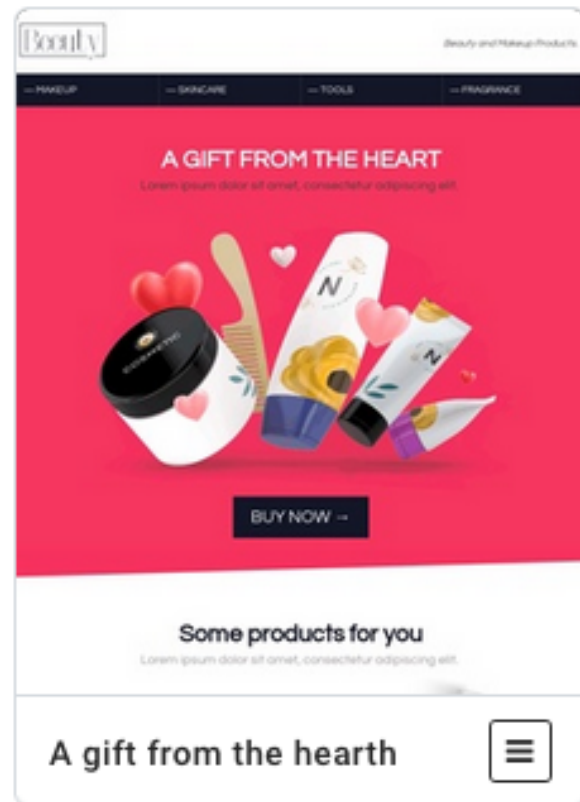 Beauty
Beauty and Makeup Products.
— MAKEUP — SKINCARE — TOOLS — FRAGRANCE
A GIFT FROM THE HEART
Lorem ipsum dolor sit amet, consectetur adipiscing elit.
N
COSMETIC
N
BUY NOW →
Some products for you
Lorem ipsum dolor sit amet, consectetur adipiscing elit.
A gift from the hearth